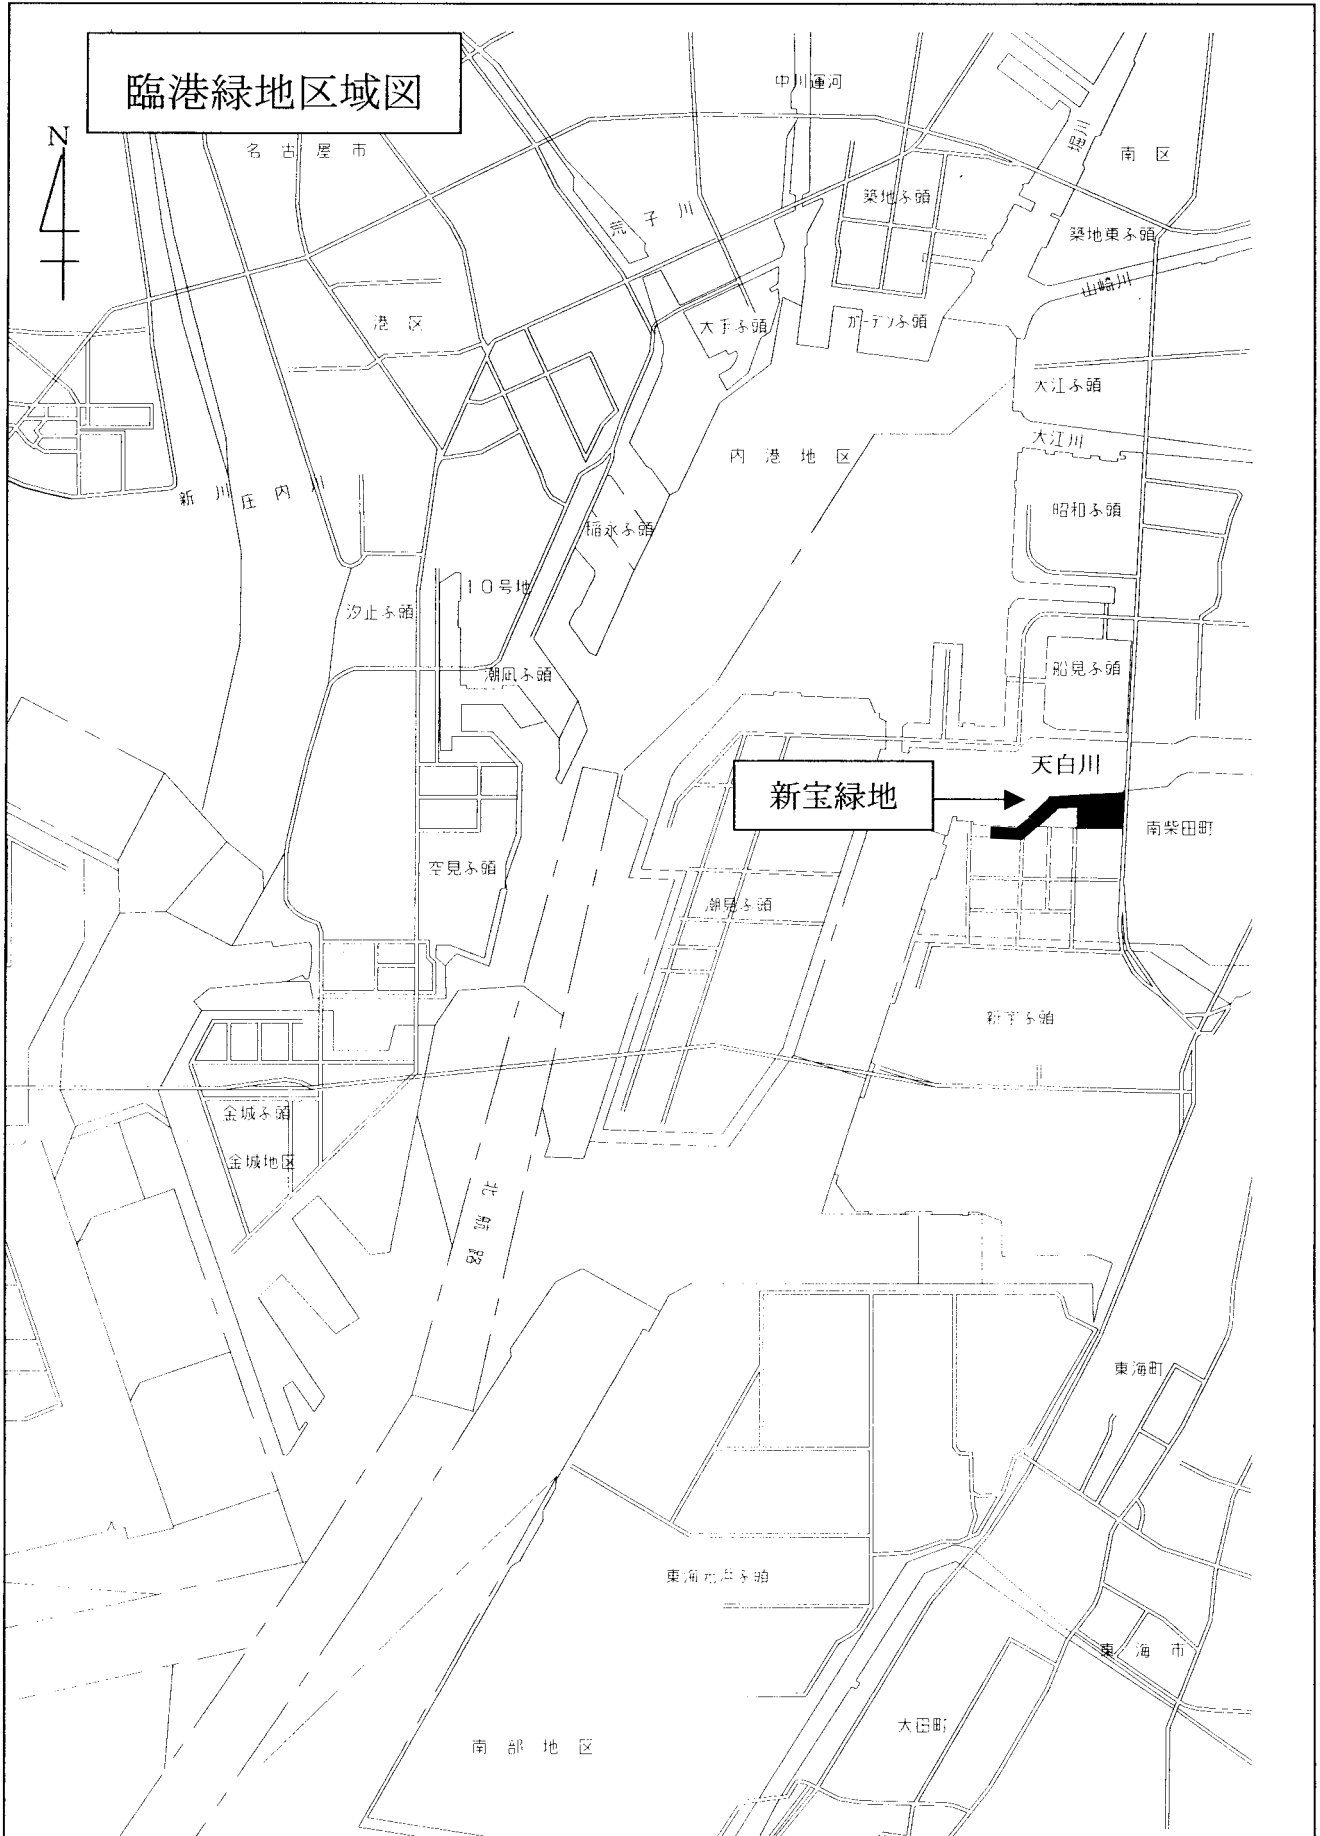 臨港緑地区域図
中川運河
N
名古屋市
堀川
南区
荒子川
築地ふ頭
築地東ふ頭
山崎川
港区
大手ふ頭
ガーデンふ頭
大江ふ頭
大江川
内港地区
新川
庄内川
稲永ふ頭
昭和ふ頭
10号地
汐止ふ頭
潮凪ふ頭
船見ふ頭
天白川
新宝緑地
南柴田町
空見ふ頭
潮見ふ頭
新宝ふ頭
金城ふ頭
金城地区
北航路
東海町
東海元浜ふ頭
東海市
大田町
南部地区